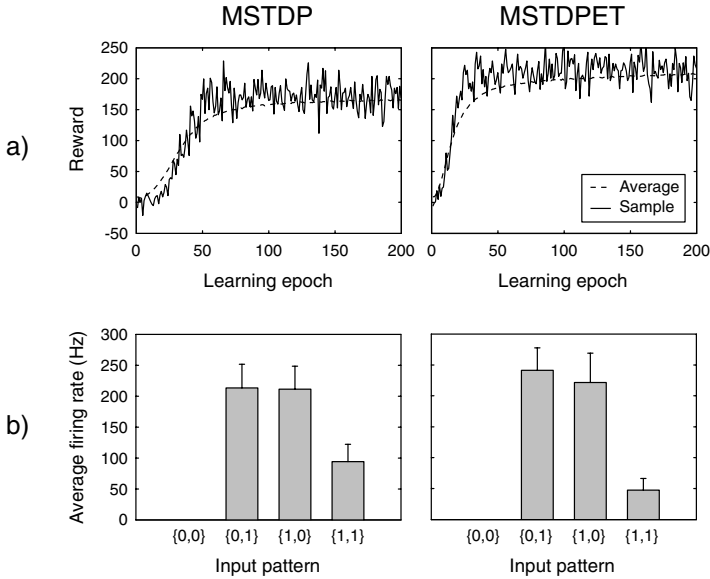 MSTDP MSTDPET
a)
Reward
250
200
150
100
50
0
-50
0 50 100 150 200
0 50 100 150 200
Average
Sample
Learning epoch Learning epoch
b)
Average firing rate (Hz)
300
250
200
150
100
50
0
{0,0} {0,1} {1,0} {1,1}
{0,0} {0,1} {1,0} {1,1}
Input pattern Input pattern